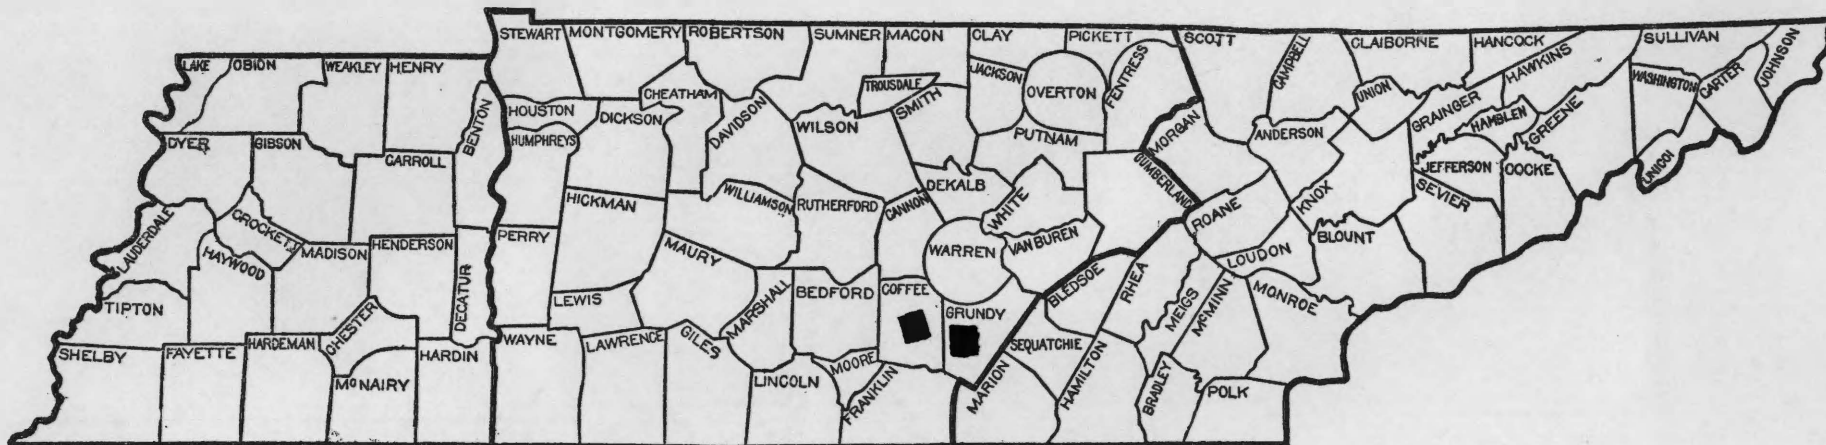 STEWART
MONTGOMERY
ROBERTSON
SUMNER
MACON
CLAY
PICKETT
SCOTT
CAMPBELL
CLAIBORNE
HANCOCK
HAWKINS
SULLIVAN
JOHNSON
LAKE
OBION
WEAKLEY
HENRY
BENTON
HOUSTON
CHEATHAM
TROUSDALE
JACKSON
OVERTON
FENTRESS
UNION
GRAINGER
HAMBLEN
GREENE
WASHINGTON
CARTER
UNICOI
DYER
GIBSON
CARROLL
HUMPHREYS
DICKSON
DAVIDSON
WILSON
SMITH
PUTNAM
MORGAN
ANDERSON
JEFFERSON
COCKE
CUMBERLAND
DEKALB
WHITE
KNOX
SEVIER
LAUDERDALE
CROCKETT
HAYWOOD
MADISON
HENDERSON
DECATUR
PERRY
HICKMAN
WILLIAMSON
RUTHERFORD
CANNON
WARREN
VAN BUREN
ROANE
LOUDON
BLOUNT
TIPTON
CHESTER
LEWIS
MAURY
MARSHALL
BEDFORD
COFFEE
GRUNDY
BLEDSOE
RHEA
MEIGS
McMINN
MONROE
SHELBY
FAYETTE
HARDEMAN
McNAIRY
HARDIN
WAYNE
LAWRENCE
GILES
LINCOLN
MOORE
FRANKLIN
SEQUATCHIE
MARION
HAMILTON
BRADLEY
POLK